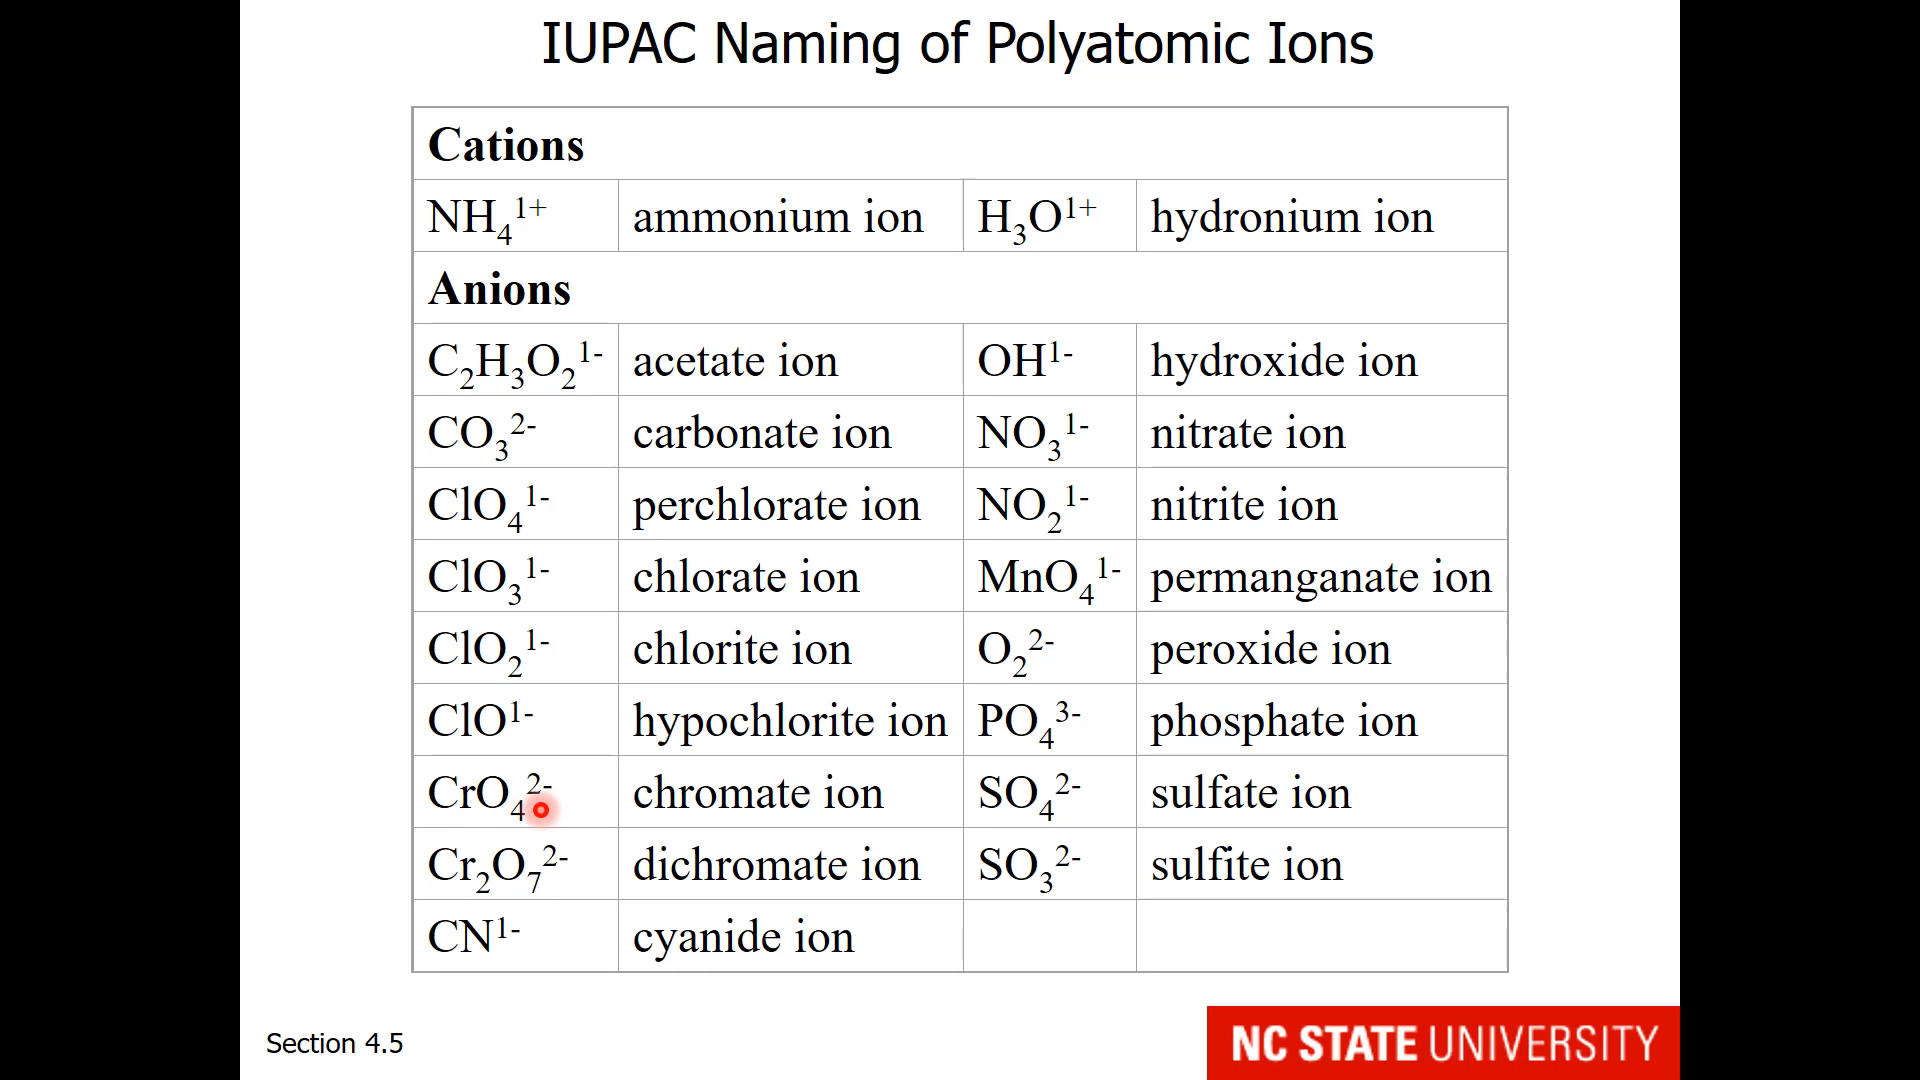 IUPAC Naming of Polyatomic Ions
Cations
NH₄¹⁺ ammonium ion H₃O¹⁺ hydronium ion
Anions
C₂H₃O₂¹⁻ acetate ion OH¹⁻ hydroxide ion
CO₃²⁻ carbonate ion NO₃¹⁻ nitrate ion
ClO₄¹⁻ perchlorate ion NO₂¹⁻ nitrite ion
ClO₃¹⁻ chlorate ion MnO₄¹⁻ permanganate ion
ClO₂¹⁻ chlorite ion O₂²⁻ peroxide ion
ClO¹⁻ hypochlorite ion PO₄³⁻ phosphate ion
CrO₄²⁻ chromate ion SO₄²⁻ sulfate ion
Cr₂O₇²⁻ dichromate ion SO₃²⁻ sulfite ion
CN¹⁻ cyanide ion
Section 4.5
NC STATE UNIVERSITY